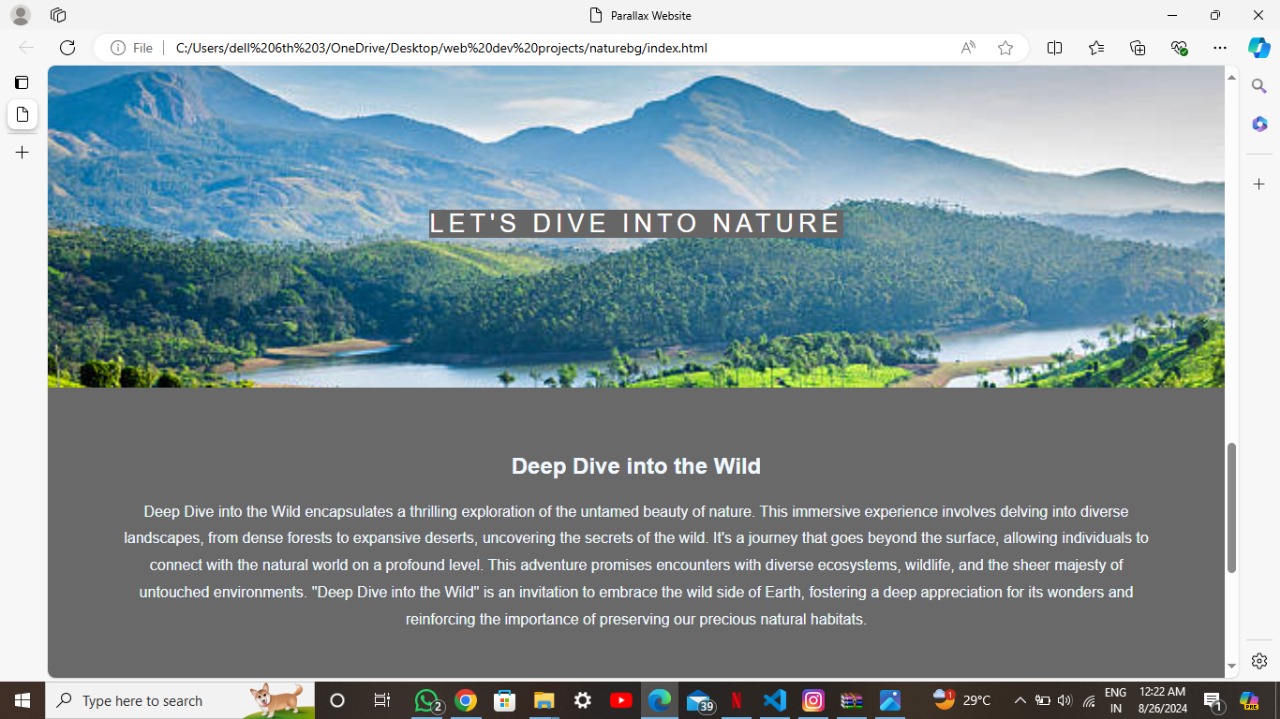 Parallax Website
File
C:/Users/dell%206th%203/OneDrive/Desktop/web%20dev%20projects/naturebg/index.html
LET'S DIVE INTO NATURE
Deep Dive into the Wild
Deep Dive into the Wild encapsulates a thrilling exploration of the untamed beauty of nature. This immersive experience involves delving into diverse
landscapes, from dense forests to expansive deserts, uncovering the secrets of the wild. It's a journey that goes beyond the surface, allowing individuals to
connect with the natural world on a profound level. This adventure promises encounters with diverse ecosystems, wildlife, and the sheer majesty of
untouched environments. "Deep Dive into the Wild" is an invitation to embrace the wild side of Earth, fostering a deep appreciation for its wonders and
reinforcing the importance of preserving our precious natural habitats.
Type here to search
2
39
N
1
29°C
ENG
IN
12:22 AM
8/26/2024
1
PRE